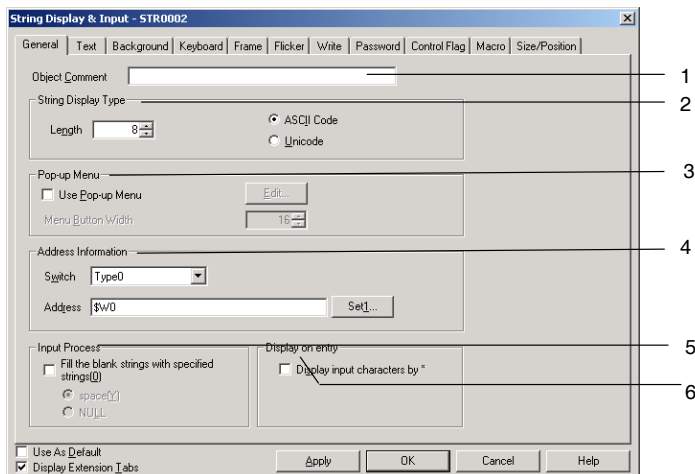 String Display & Input - STR0002
General Text Background Keyboard Frame Flicker Write Password Control Flag Macro Size/Position
Object Comment 1
String Display Type 2
Length 8 ASCII Code
Unicode
Pop-up Menu 3
Use Pop-up Menu Edit...
Menu Button Width 16
Address Information 4
Switch Type0
Address $W0 Set1...
Input Process Display on entry 5
Fill the blank strings with specified strings(0) Display input characters by *
space(Y) 6
NULL
Use As Default
Display Extension Tabs Apply OK Cancel Help